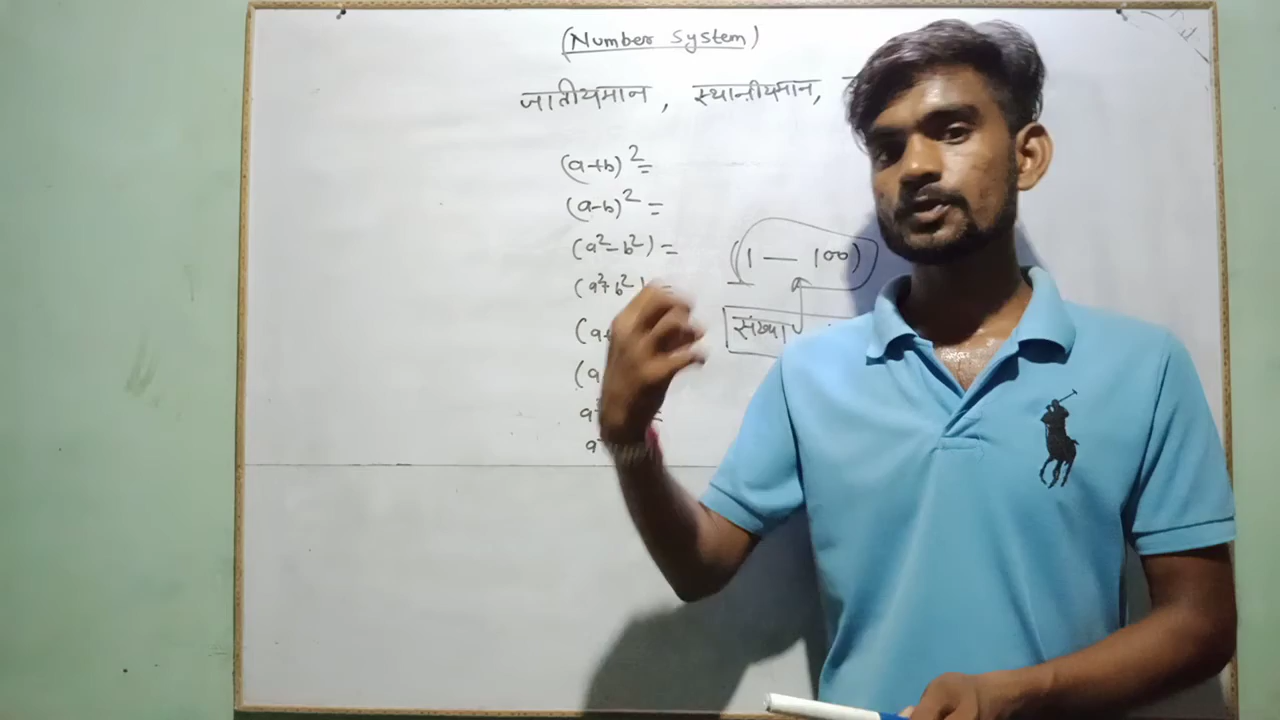 (Number System)
जातीयमान, स्थानीयमान,
(a+b)² =
(a-b)² =
(a²-b²) =
(a²+b²) =
(1 — 100)
संख्या